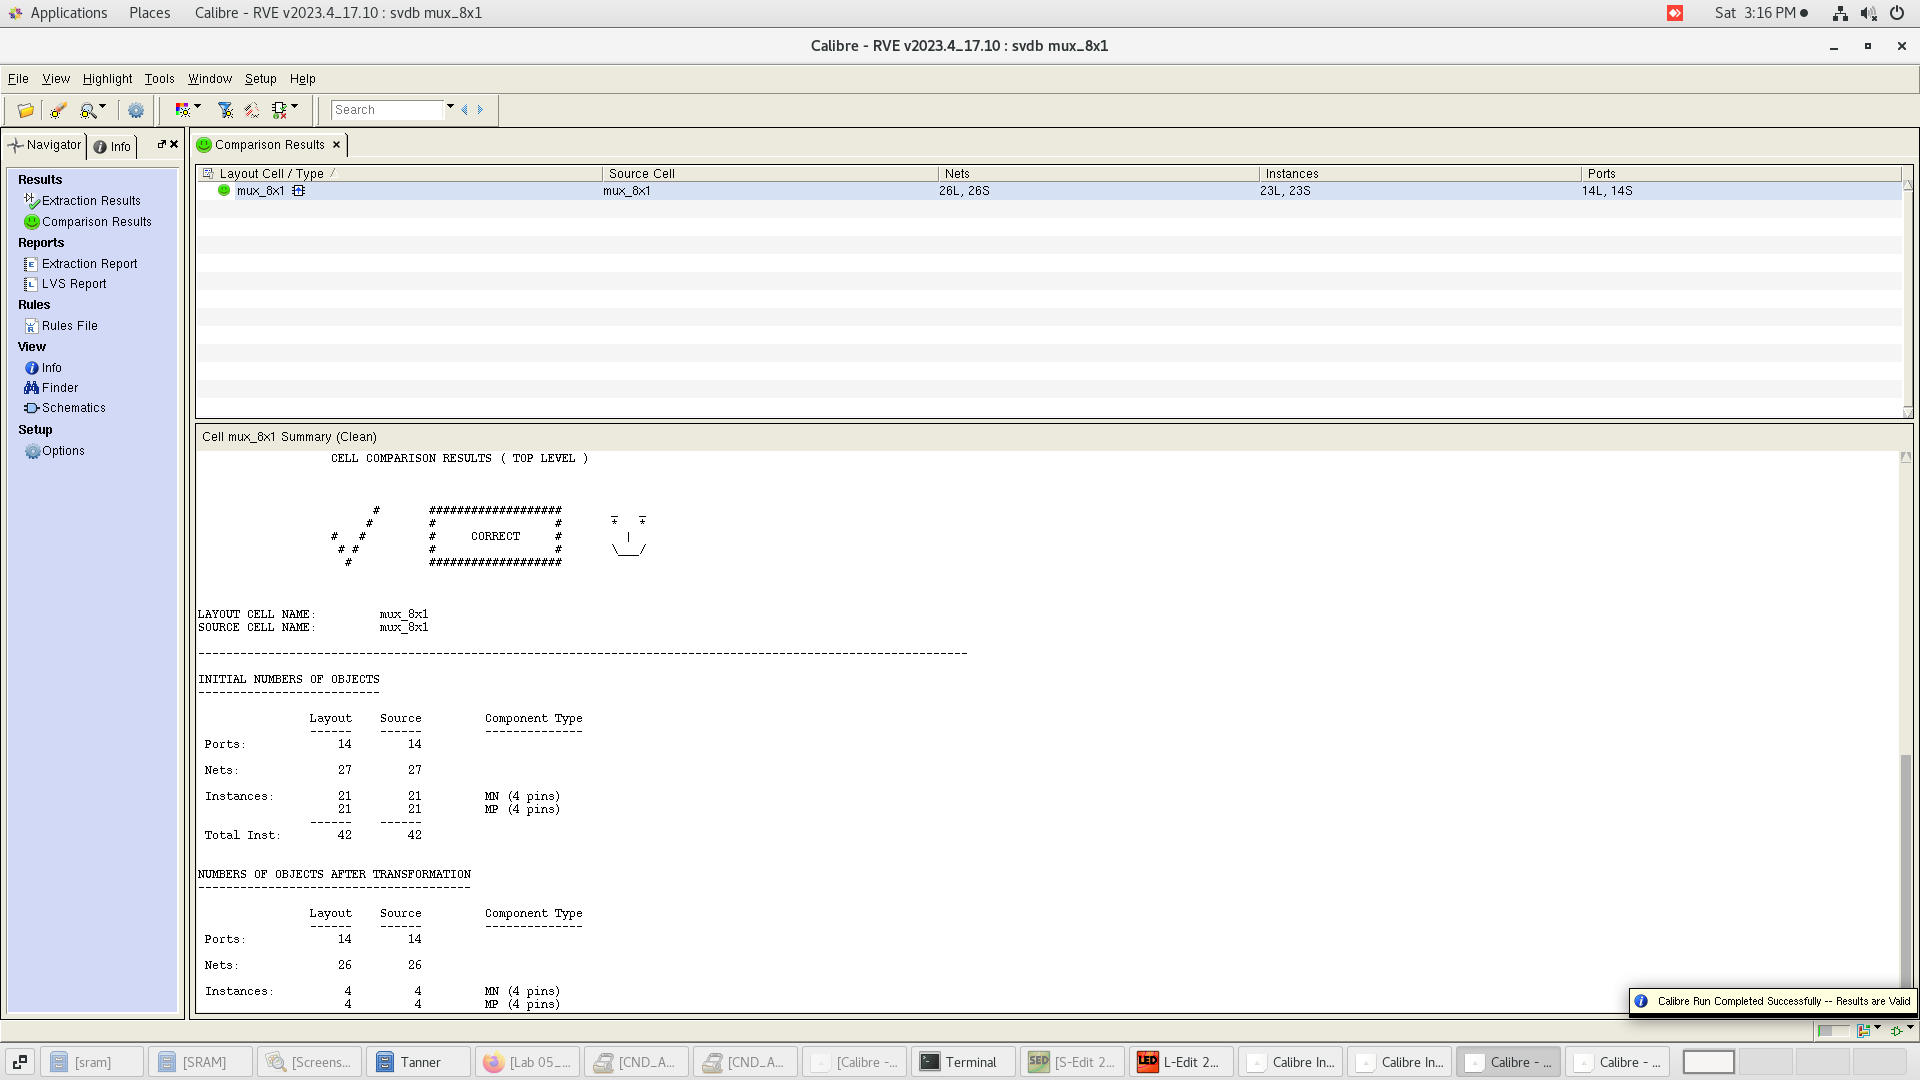 Applications Places Calibre - RVE v2023.4_17.10 : svdb mux_8x1 Sat 3:16 PM
Calibre - RVE v2023.4_17.10 : svdb mux_8x1
File View Highlight Tools Window Setup Help
Search
Navigator Info
Comparison Results
Results
Extraction Results
Comparison Results
Reports
Extraction Report
LVS Report
Rules
Rules File
View
Info
Finder
Schematics
Setup
Options
Layout Cell / Type Source Cell Nets Instances Ports
mux_8x1 mux_8x1 26L, 26S 23L, 23S 14L, 14S
Cell mux_8x1 Summary (Clean)
CELL COMPARISON RESULTS ( TOP LEVEL )
# ################### _ _
# # # * *
# # # CORRECT # |
# # # # \___/
# ###################
LAYOUT CELL NAME: mux_8x1
SOURCE CELL NAME: mux_8x1
--------------------------------------------------------------------------------------------------------------
INITIAL NUMBERS OF OBJECTS
--------------------------
Layout Source Component Type
------ ------ --------------
Ports: 14 14
Nets: 27 27
Instances: 21 21 MN (4 pins)
21 21 MP (4 pins)
------ ------
Total Inst: 42 42
NUMBERS OF OBJECTS AFTER TRANSFORMATION
---------------------------------------
Layout Source Component Type
------ ------ --------------
Ports: 14 14
Nets: 26 26
Instances: 4 4 MN (4 pins)
4 4 MP (4 pins)
Calibre Run Completed Successfully -- Results are Valid
[sram] [SRAM] [Screens... Tanner [Lab 05_... [CND_A... [CND_A... [Calibre -... Terminal [S-Edit 2... L-Edit 2... Calibre In... Calibre In... Calibre - ... Calibre - ...